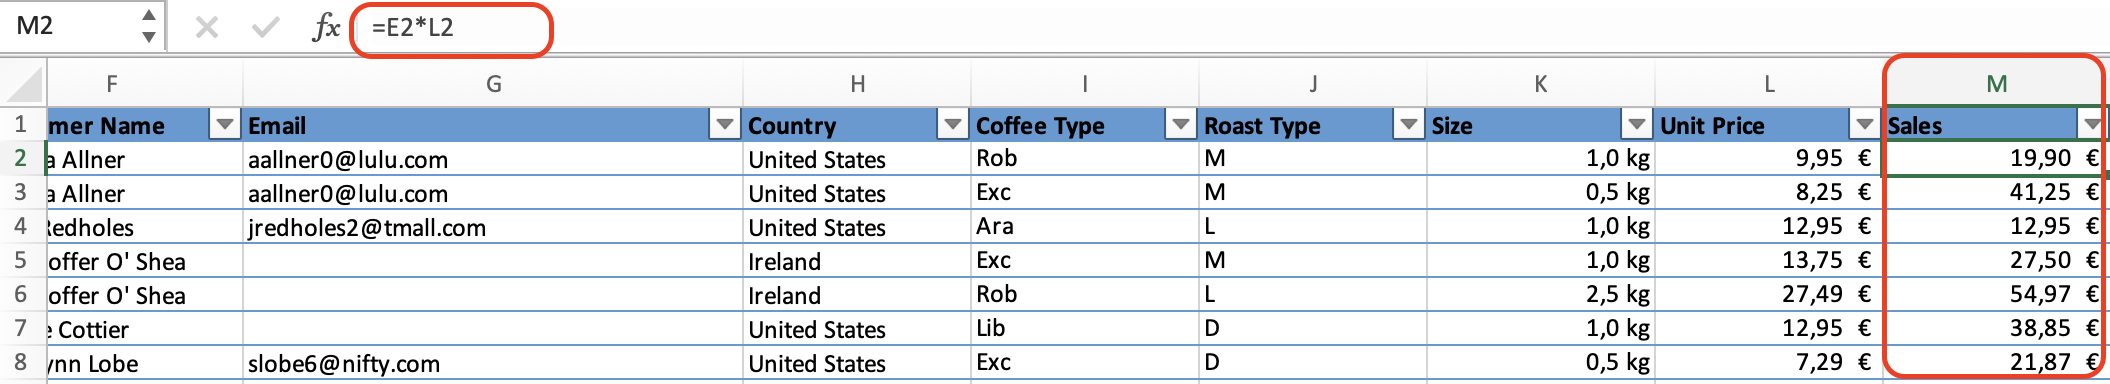 M2 fx =E2*L2
F G H I J K L M
1 mer Name Email Country Coffee Type Roast Type Size Unit Price Sales
2 a Allner aallner0@lulu.com United States Rob M 1,0 kg 9,95 € 19,90 €
3 a Allner aallner0@lulu.com United States Exc M 0,5 kg 8,25 € 41,25 €
4 Redholes jredholes2@tmall.com United States Ara L 1,0 kg 12,95 € 12,95 €
5 offer O' Shea Ireland Exc M 1,0 kg 13,75 € 27,50 €
6 offer O' Shea Ireland Rob L 2,5 kg 27,49 € 54,97 €
7 e Cottier United States Lib D 1,0 kg 12,95 € 38,85 €
8 ynn Lobe slobe6@nifty.com United States Exc D 0,5 kg 7,29 € 21,87 €